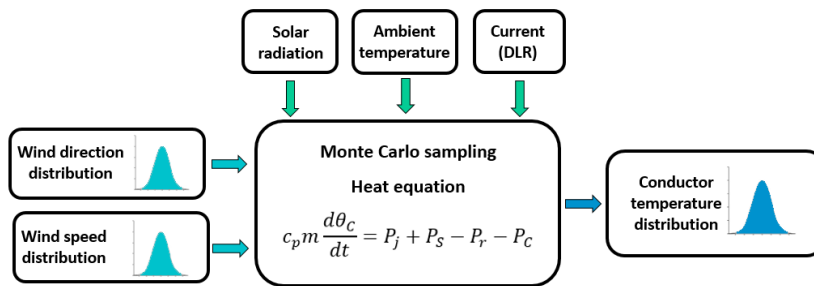 Solar
radiation
Ambient
temperature
Current
(DLR)
Wind direction
distribution
Wind speed
distribution
Monte Carlo sampling
Heat equation
c_p m dθ_C/dt = P_j + P_S − P_r − P_C
Conductor
temperature
distribution